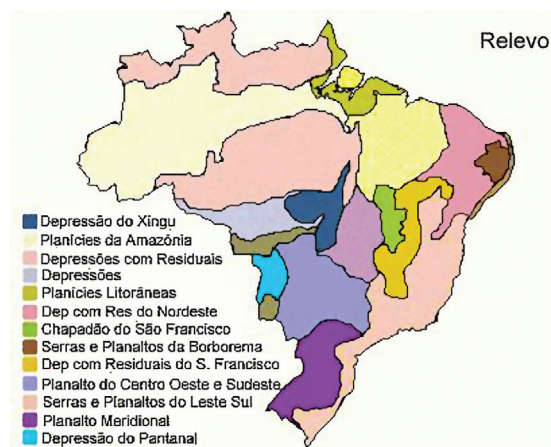 Relevo
Depressão do Xingu
Planícies da Amazónia
Depressões com Residuais
Depressões
Planícies Litorâneas
Dep com Res do Nordeste
Chapadão do São Francisco
Serras e Planaltos da Borborema
Dep com Residuais do S. Francisco
Planalto do Centro Oeste e Sudeste
Serras e Planaltos do Leste Sul
Planalto Meridional
Depressão do Pantanal